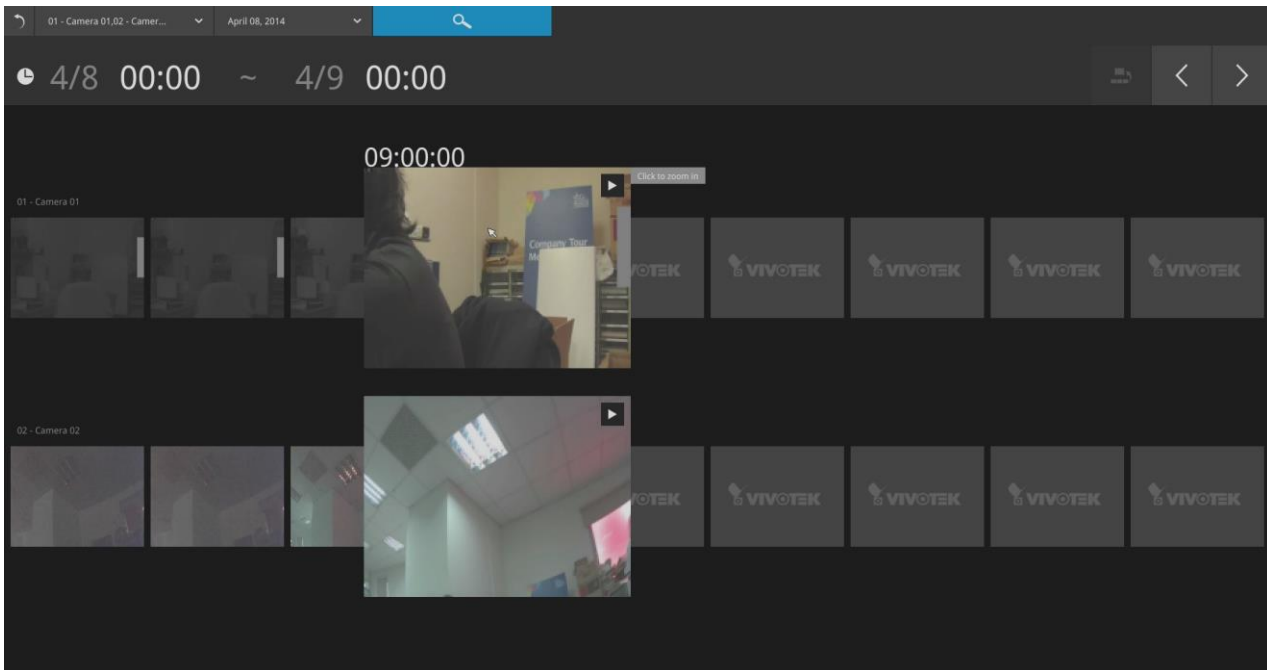 01 - Camera 01,02 - Camer...
April 08, 2014
4/8 00:00 ~ 4/9 00:00
09:00:00
Click to zoom in
01 - Camera 01
Company Tour
VOTEK VIVOTEK VIVOTEK VIVOTEK VIVOTEK
02 - Camera 02
VOTEK VIVOTEK VIVOTEK VIVOTEK VIVOTEK